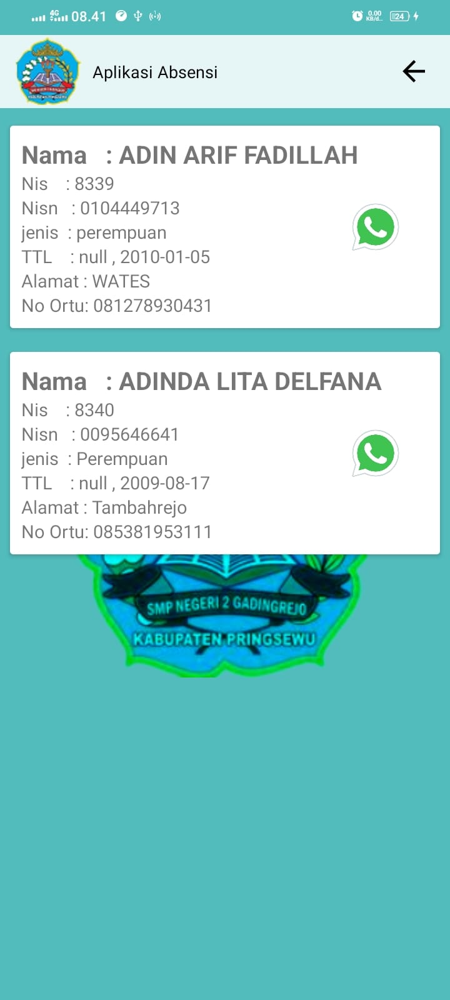 4G 08.41 0.00 KB/d... 24
Aplikasi Absensi
Nama : ADIN ARIF FADILLAH
Nis : 8339
Nisn : 0104449713
jenis : perempuan
TTL : null , 2010-01-05
Alamat : WATES
No Ortu: 081278930431
Nama : ADINDA LITA DELFANA
Nis : 8340
Nisn : 0095646641
jenis : Perempuan
TTL : null , 2009-08-17
Alamat : Tambahrejo
No Ortu: 085381953111
SMP NEGERI 2 GADINGREJO
KABUPATEN PRINGSEWU